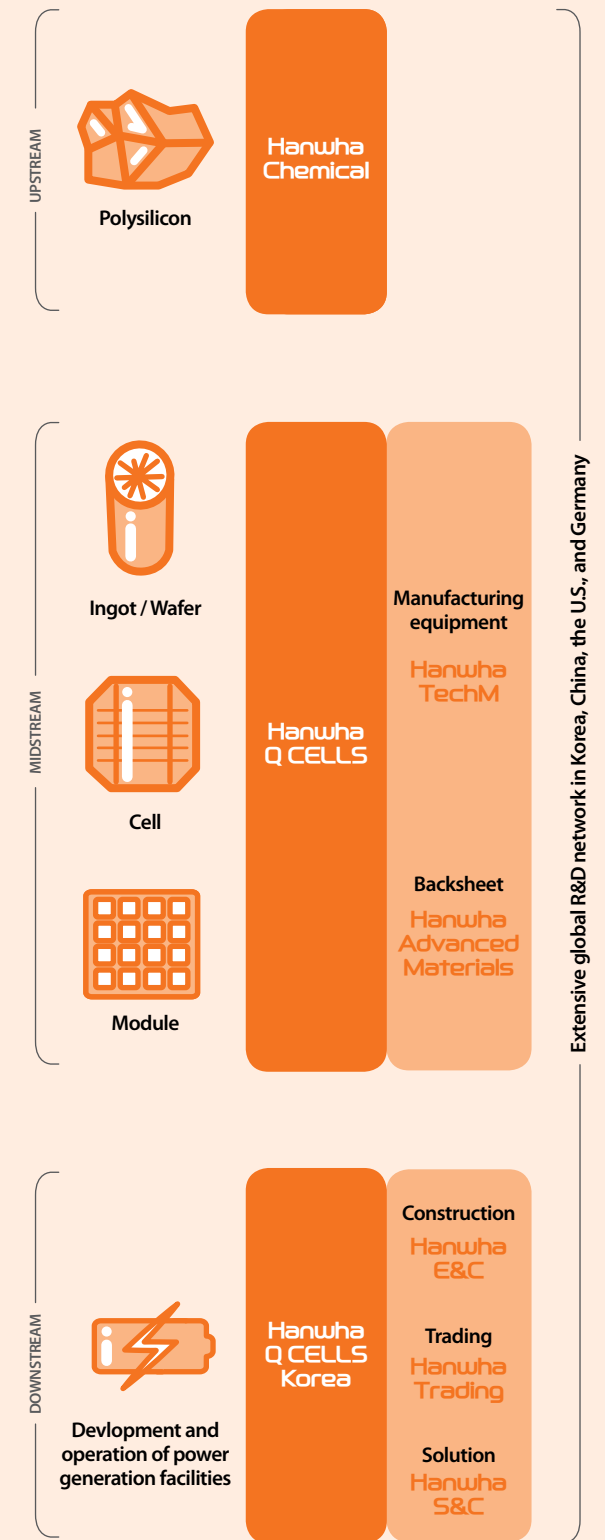 UPSTREAM
Polysilicon
Hanwha
Chemical
MIDSTREAM
Ingot / Wafer
Cell
Module
Hanwha
Q CELLS
Manufacturing
equipment
Hanwha
TechM
Backsheet
Hanwha
Advanced
Materials
DOWNSTREAM
Devlopment and
operation of power
generation facilities
Hanwha
Q CELLS
Korea
Construction
Hanwha
E&C
Trading
Hanwha
Trading
Solution
Hanwha
S&C
Extensive global R&D network in Korea, China, the U.S., and Germany